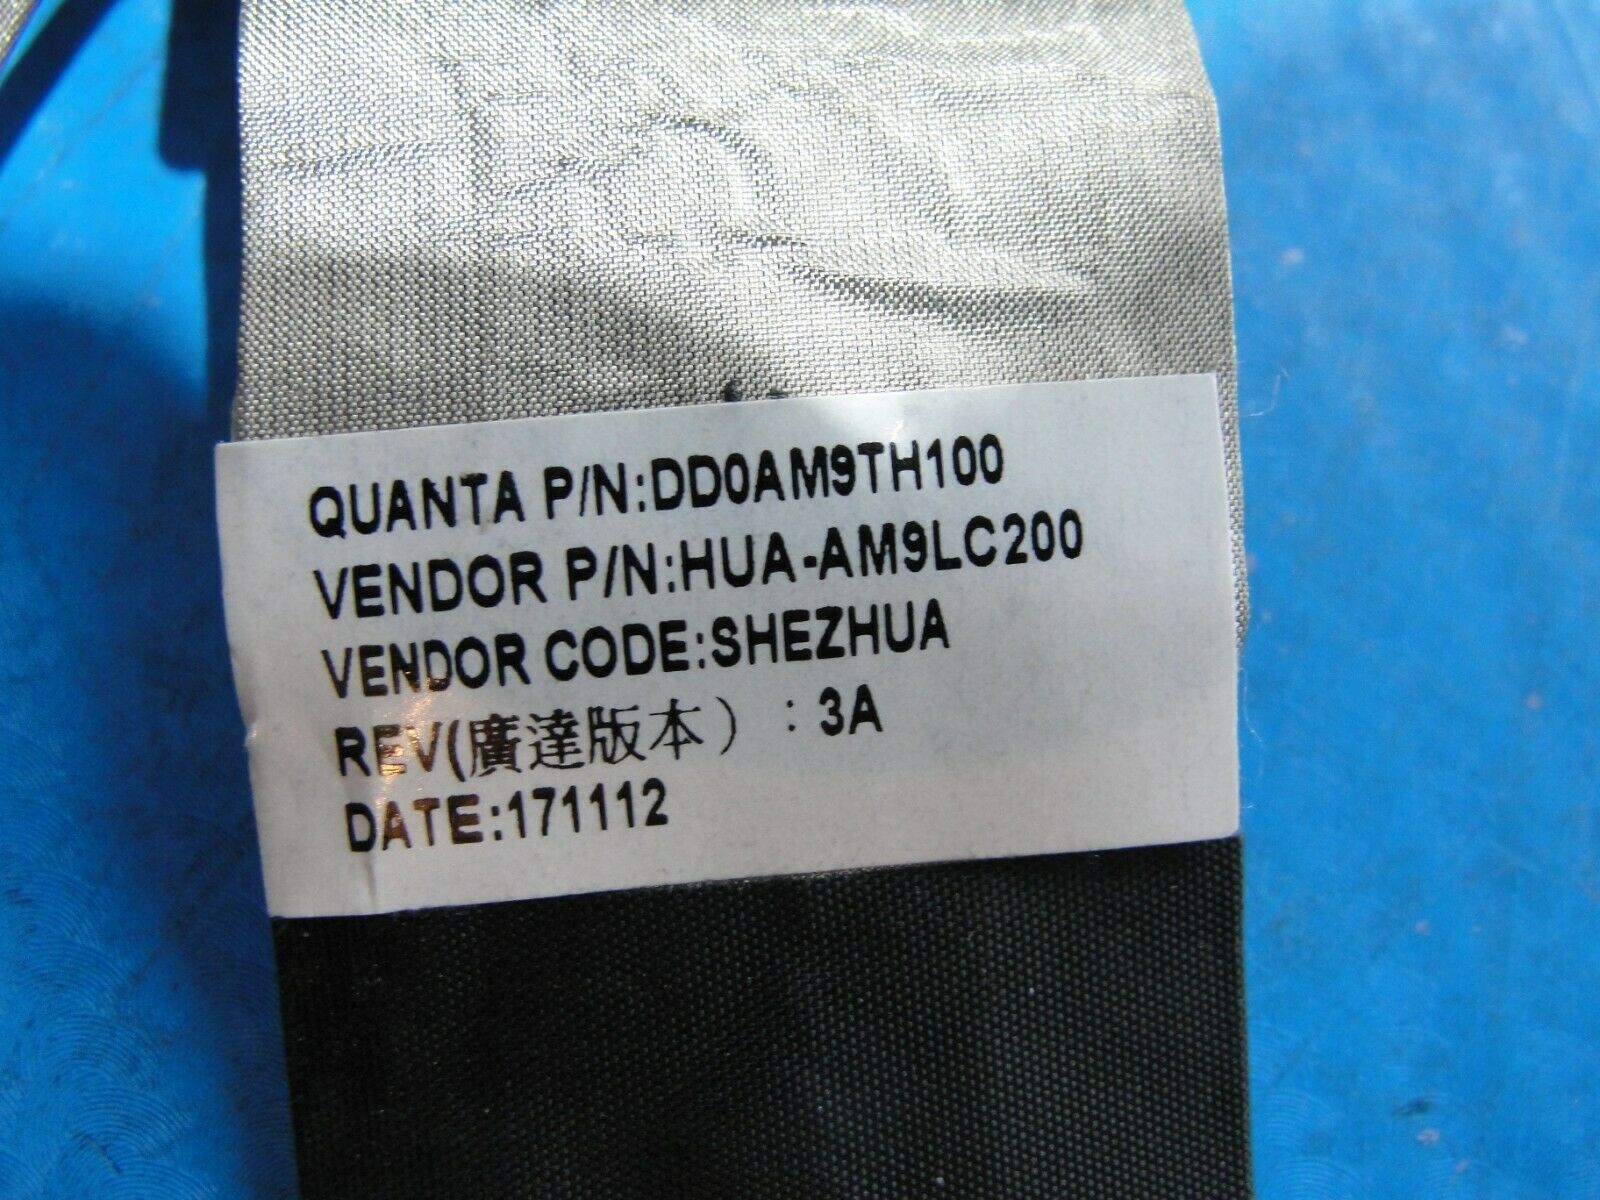 QUANTA P/N:DD0AM9TH100
VENDOR P/N:HUA-AM9LC200
VENDOR CODE:SHEZHUA
REV(廣達版本）：3A
DATE:171112